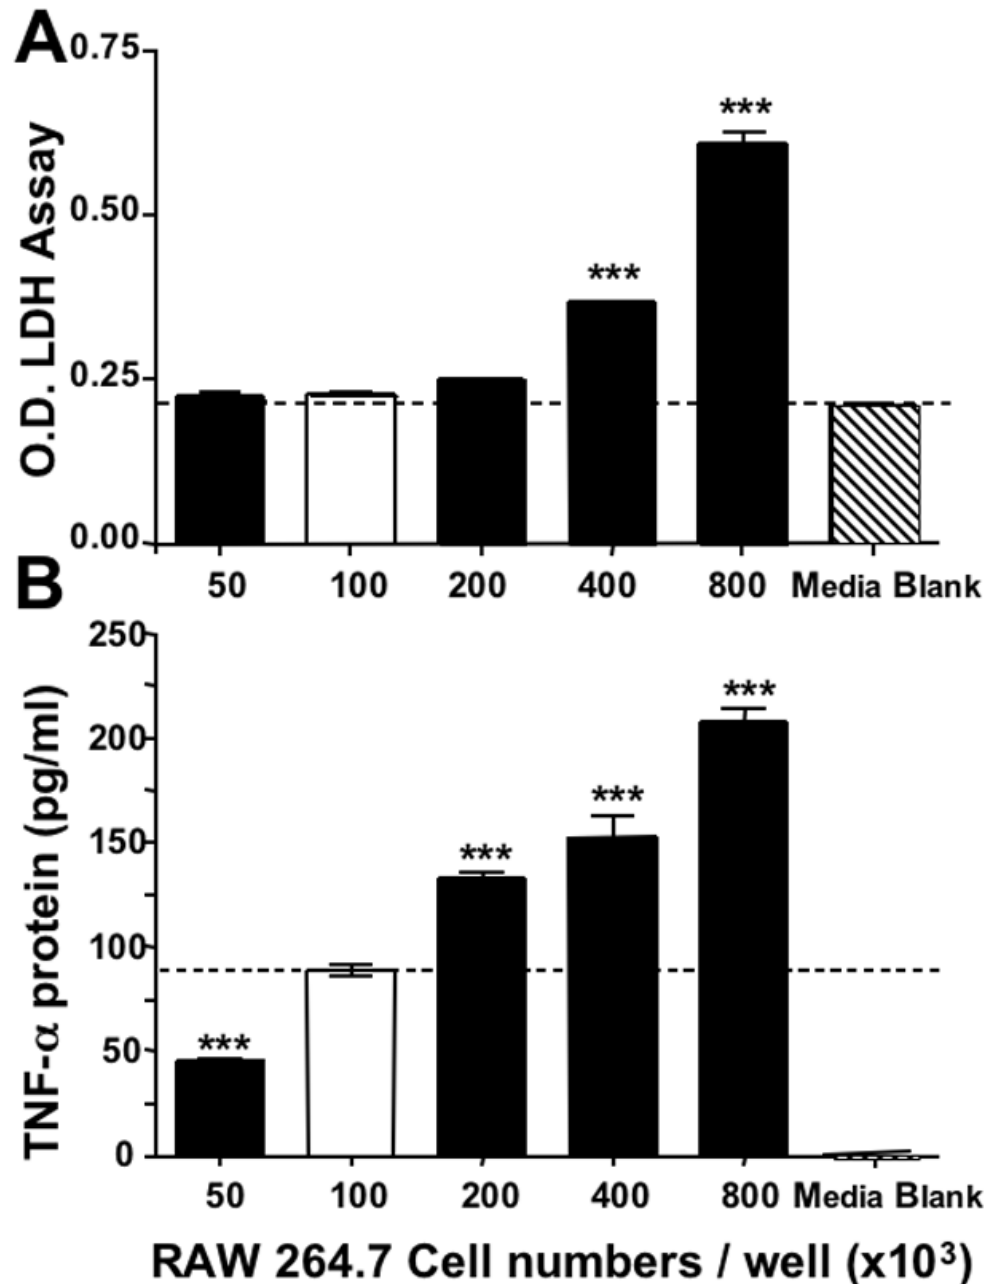 A
0.75
0.50
0.25
0.00
O.D. LDH Assay
***
***
50 100 200 400 800 Media Blank
B
250
200
150
100
50
0
TNF-α protein (pg/ml)
***
***
***
***
50 100 200 400 800 Media Blank
RAW 264.7 Cell numbers / well (x10³)